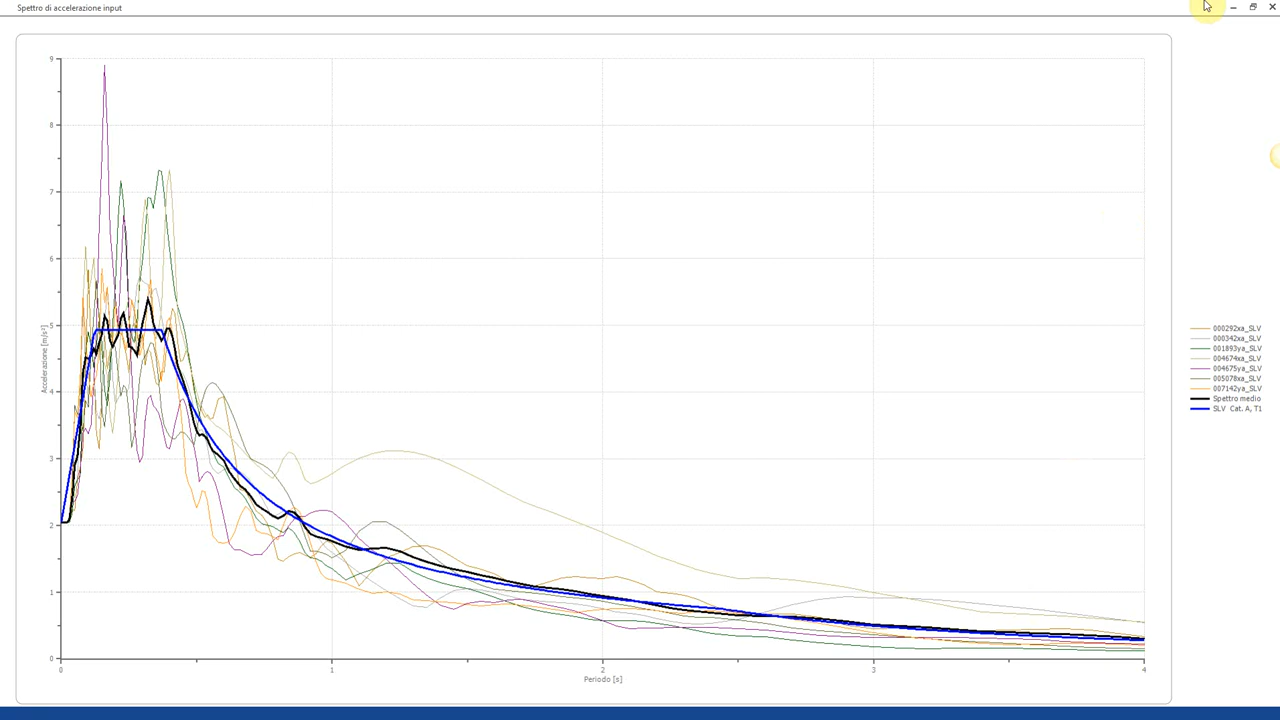 Spettro di accelerazione input
9
8
7
6
5
4
3
2
1
0
Accelerazione [m/s²]
0
1
2
3
4
Periodo [s]
000292xa_SLV
000342xa_SLV
001893ya_SLV
004674xa_SLV
004675ya_SLV
005078xa_SLV
007142ya_SLV
Spettro medio
SLV Cat. A, T1